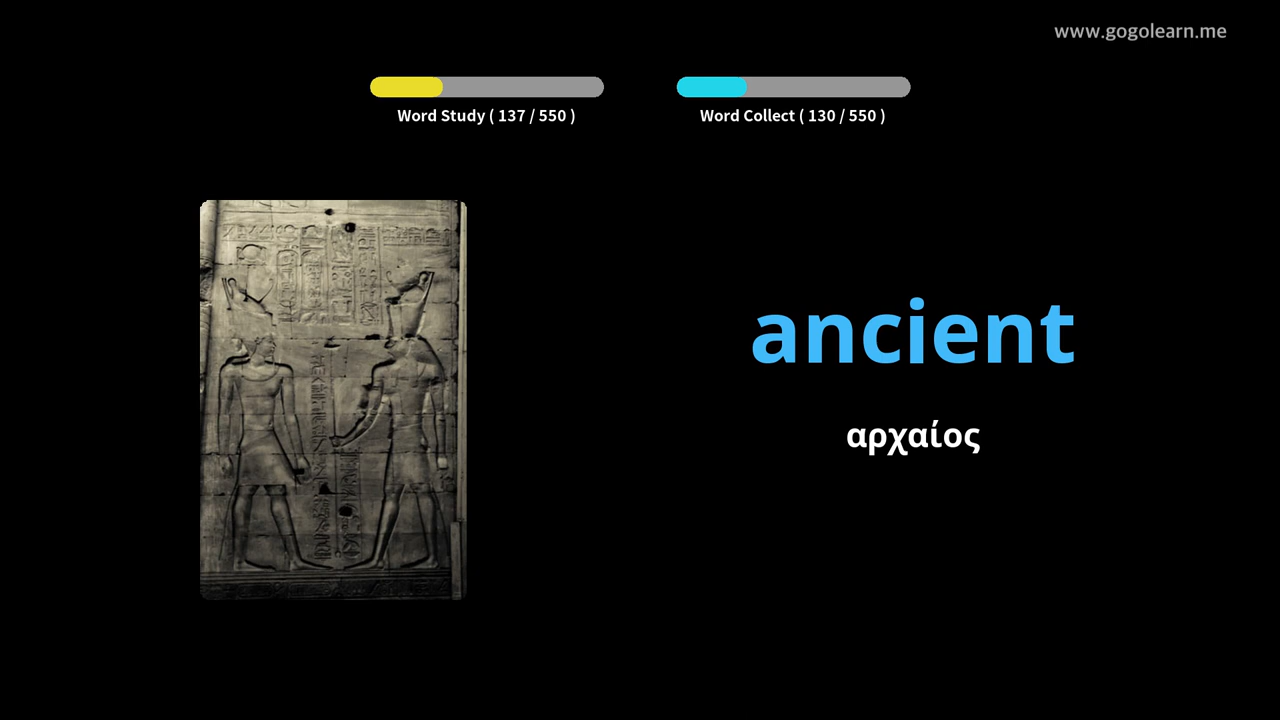 www.gogolearn.me
Word Study ( 137 / 550 )
Word Collect ( 130 / 550 )
ancient
αρχαίος